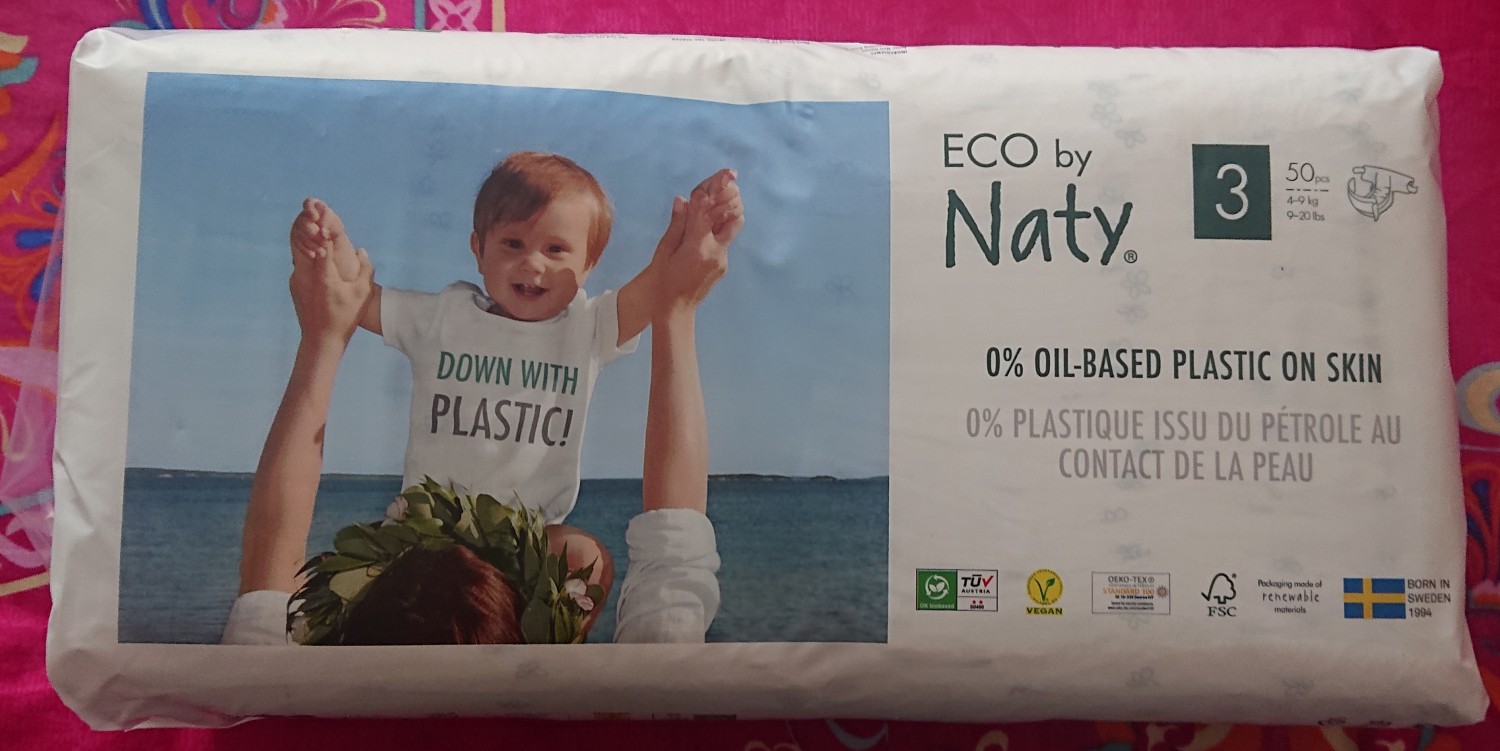 DOWN WITH
PLASTIC!
ECO by
Naty®
3
50pcs
4-9 kg
9-20 lbs
0% OIL-BASED PLASTIC ON SKIN
0% PLASTIQUE ISSU DU PÉTROLE AU
CONTACT DE LA PEAU
OK biobased
TÜV
AUSTRIA
VEGAN
OEKO-TEX®
STANDARD 100
FSC
Packaging made of
renewable
materials
BORN IN
SWEDEN
1994